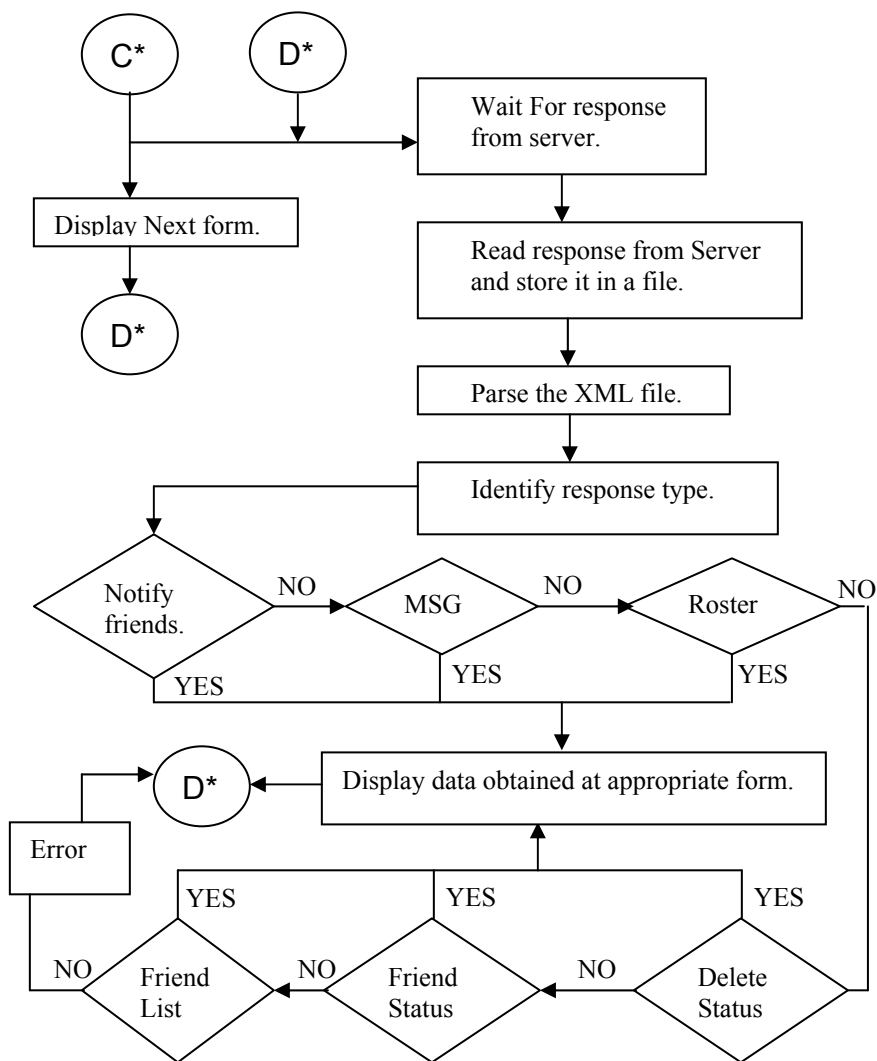 C*
D*
Wait For response
from server.
Display Next form.
Read response from Server
and store it in a file.
D*
Parse the XML file.
Identify response type.
Notify
friends.
NO
MSG
NO
Roster
NO
YES
YES
YES
D*
Display data obtained at appropriate form.
Error
YES
YES
YES
NO
Friend
List
NO
Friend
Status
NO
Delete
Status